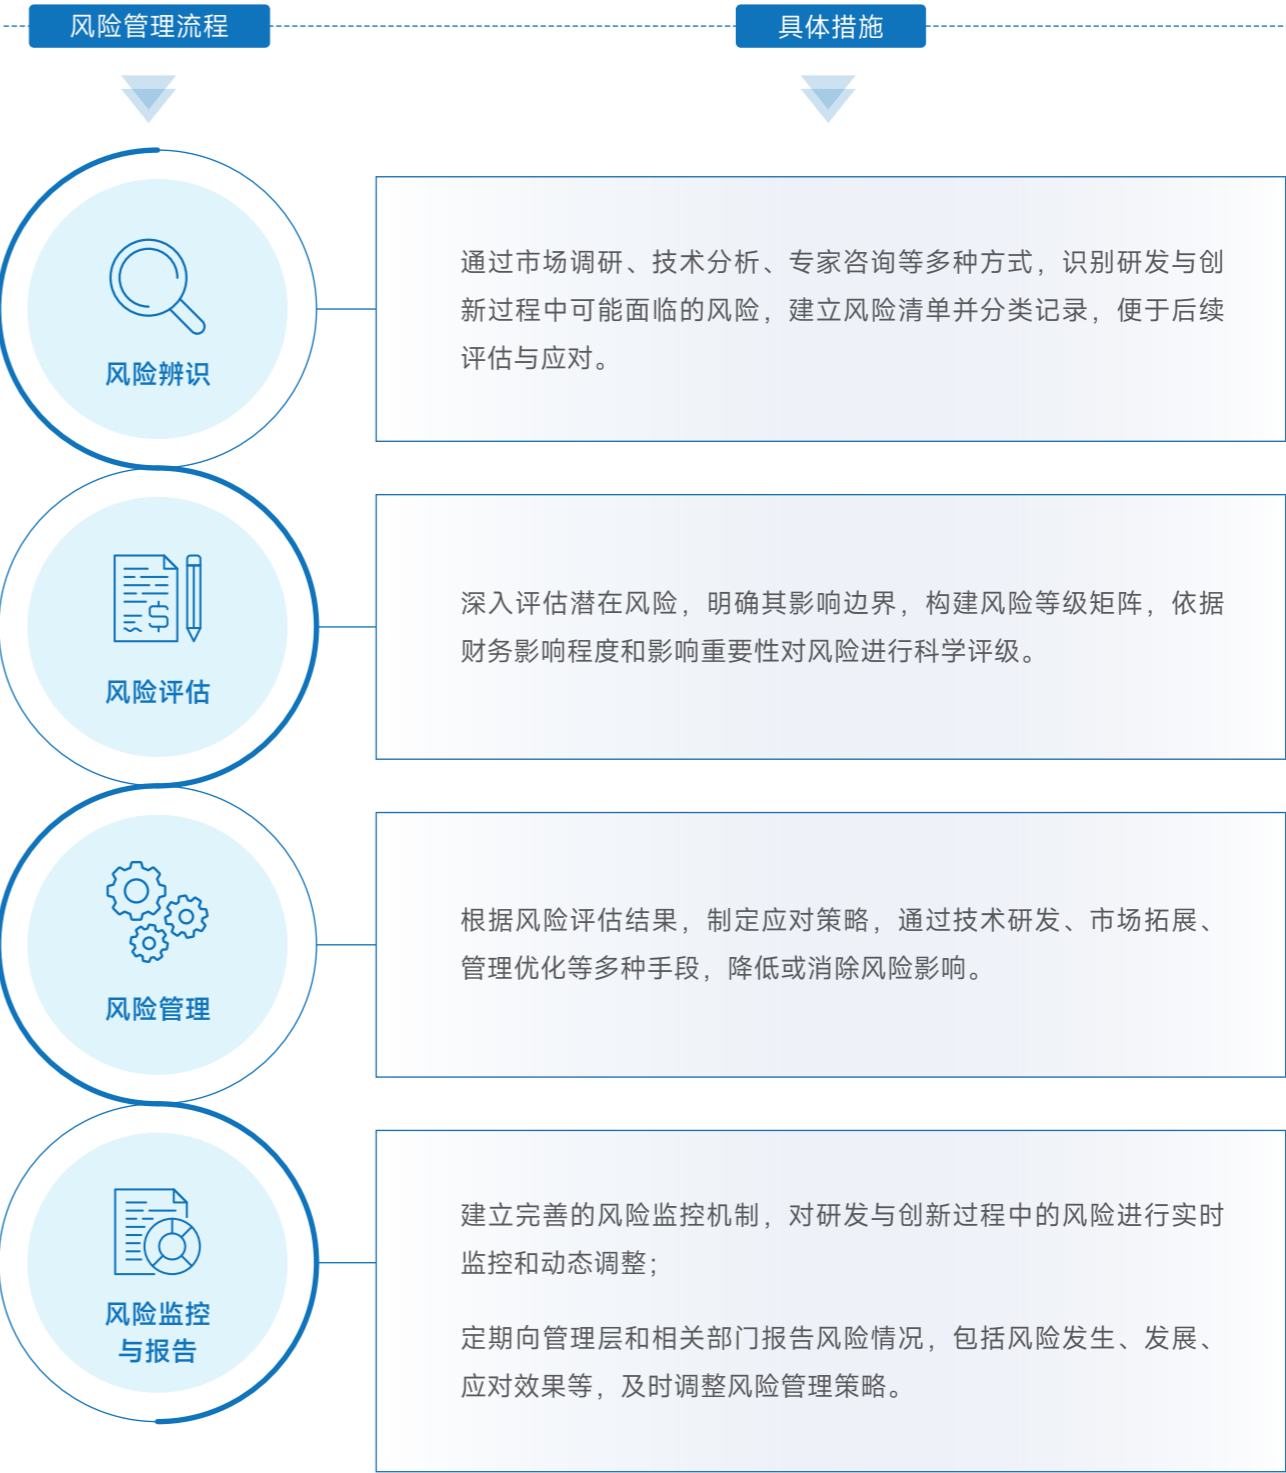 风险管理流程
具体措施
风险辨识
通过市场调研、技术分析、专家咨询等多种方式，识别研发与创
新过程中可能面临的风险，建立风险清单并分类记录，便于后续
评估与应对。
风险评估
深入评估潜在风险，明确其影响边界，构建风险等级矩阵，依据
财务影响程度和影响重要性对风险进行科学评级。
风险管理
根据风险评估结果，制定应对策略，通过技术研发、市场拓展、
管理优化等多种手段，降低或消除风险影响。
风险监控
与报告
建立完善的风险监控机制，对研发与创新过程中的风险进行实时
监控和动态调整；
定期向管理层和相关部门报告风险情况，包括风险发生、发展、
应对效果等，及时调整风险管理策略。